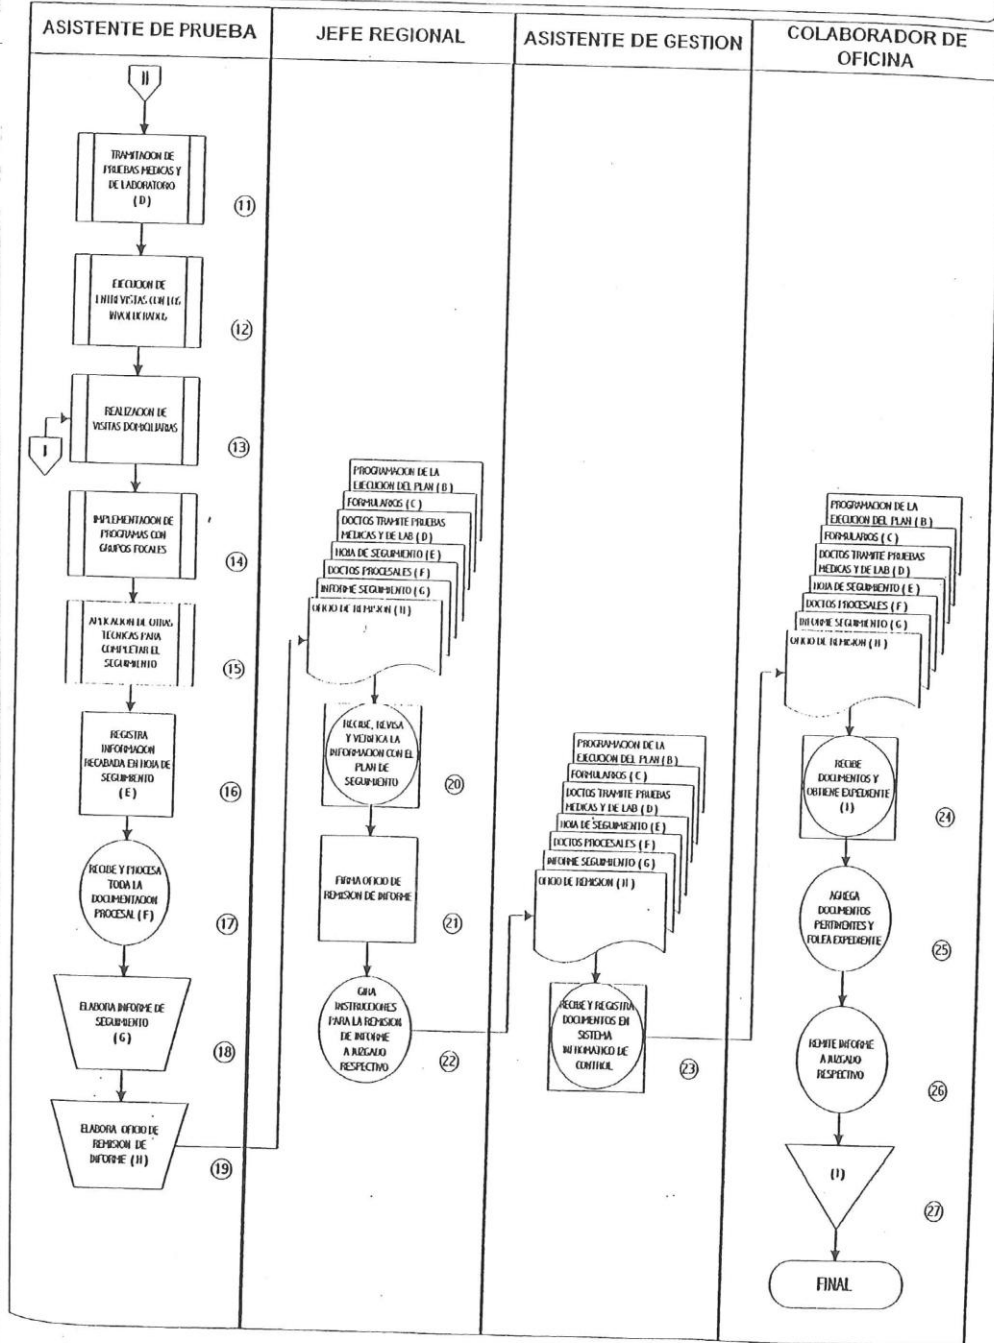 ASISTENTE DE PRUEBA
JEFE REGIONAL
ASISTENTE DE GESTION
COLABORADOR DE
OFICINA
II
TRAMITACION DE
PRUEBAS MEDICAS Y
DE LABORATORIO
(D)
11
EJECUCION DE
ENTREVISTAS CON LOS
INVOLUCRADOS
12
REALIZACION DE
VISITAS DOMICILIARIAS
I
13
IMPLEMENTACION DE
PROGRAMAS CON
GRUPOS FOCALES
14
APLICACION DE OTRAS
TECNICAS PARA
COMPLETAR EL
SEGUIMIENTO
15
REGISTRA
INFORMACION
RECABADA EN HOJA DE
SEGUIMIENTO
(E)
16
RECIBE Y PROCESA
TODA LA
DOCUMENTACION
PROCESAL (F)
17
ELABORA INFORME DE
SEGUIMIENTO
(G)
18
ELABORA OFICIO DE
REMISION DE
INFORME (H)
19
PROGRAMACION DE LA
EJECUCION DEL PLAN (B)
FORMULARIOS (C)
DOCTOS TRAMITE PRUEBAS
MEDICAS Y DE LAB (D)
HOJA DE SEGUIMIENTO (E)
DOCTOS PROCESALES (F)
INFORME SEGUIMIENTO (G)
OFICIO DE REMISION (H)
RECIBE, REVISA
Y VERIFICA LA
INFORMACION CON EL
PLAN DE
SEGUIMIENTO
20
FIRMA OFICIO DE
REMISION DE INFORME
21
GIRA
INSTRUCCIONES
PARA LA REMISION
DE INFORME
A JUZGADO
RESPECTIVO
22
PROGRAMACION DE LA
EJECUCION DEL PLAN (B)
FORMULARIOS (C)
DOCTOS TRAMITE PRUEBAS
MEDICAS Y DE LAB (D)
HOJA DE SEGUIMIENTO (E)
DOCTOS PROCESALES (F)
INFORME SEGUIMIENTO (G)
OFICIO DE REMISION (H)
RECIBE Y REGISTRA
DOCUMENTOS EN
SISTEMA
INFROMATICO DE
CONTROL
23
PROGRAMACION DE LA
EJECUCION DEL PLAN (B)
FORMULARIOS (C)
DOCTOS TRAMITE PRUEBAS
MEDICAS Y DE LAB (D)
HOJA DE SEGUIMIENTO (E)
DOCTOS PROCESALES (F)
INFORME SEGUIMIENTO (G)
OFICIO DE REMISION (H)
RECIBE
DOCUMENTOS Y
OBTIENE EXPEDIENTE
(I)
24
AGREGA
DOCUMENTOS
PERTINENTES Y
FOLEA EXPEDIENTE
25
REMITE INFORME
A JUZGADO
RESPECTIVO
26
(I)
27
FINAL